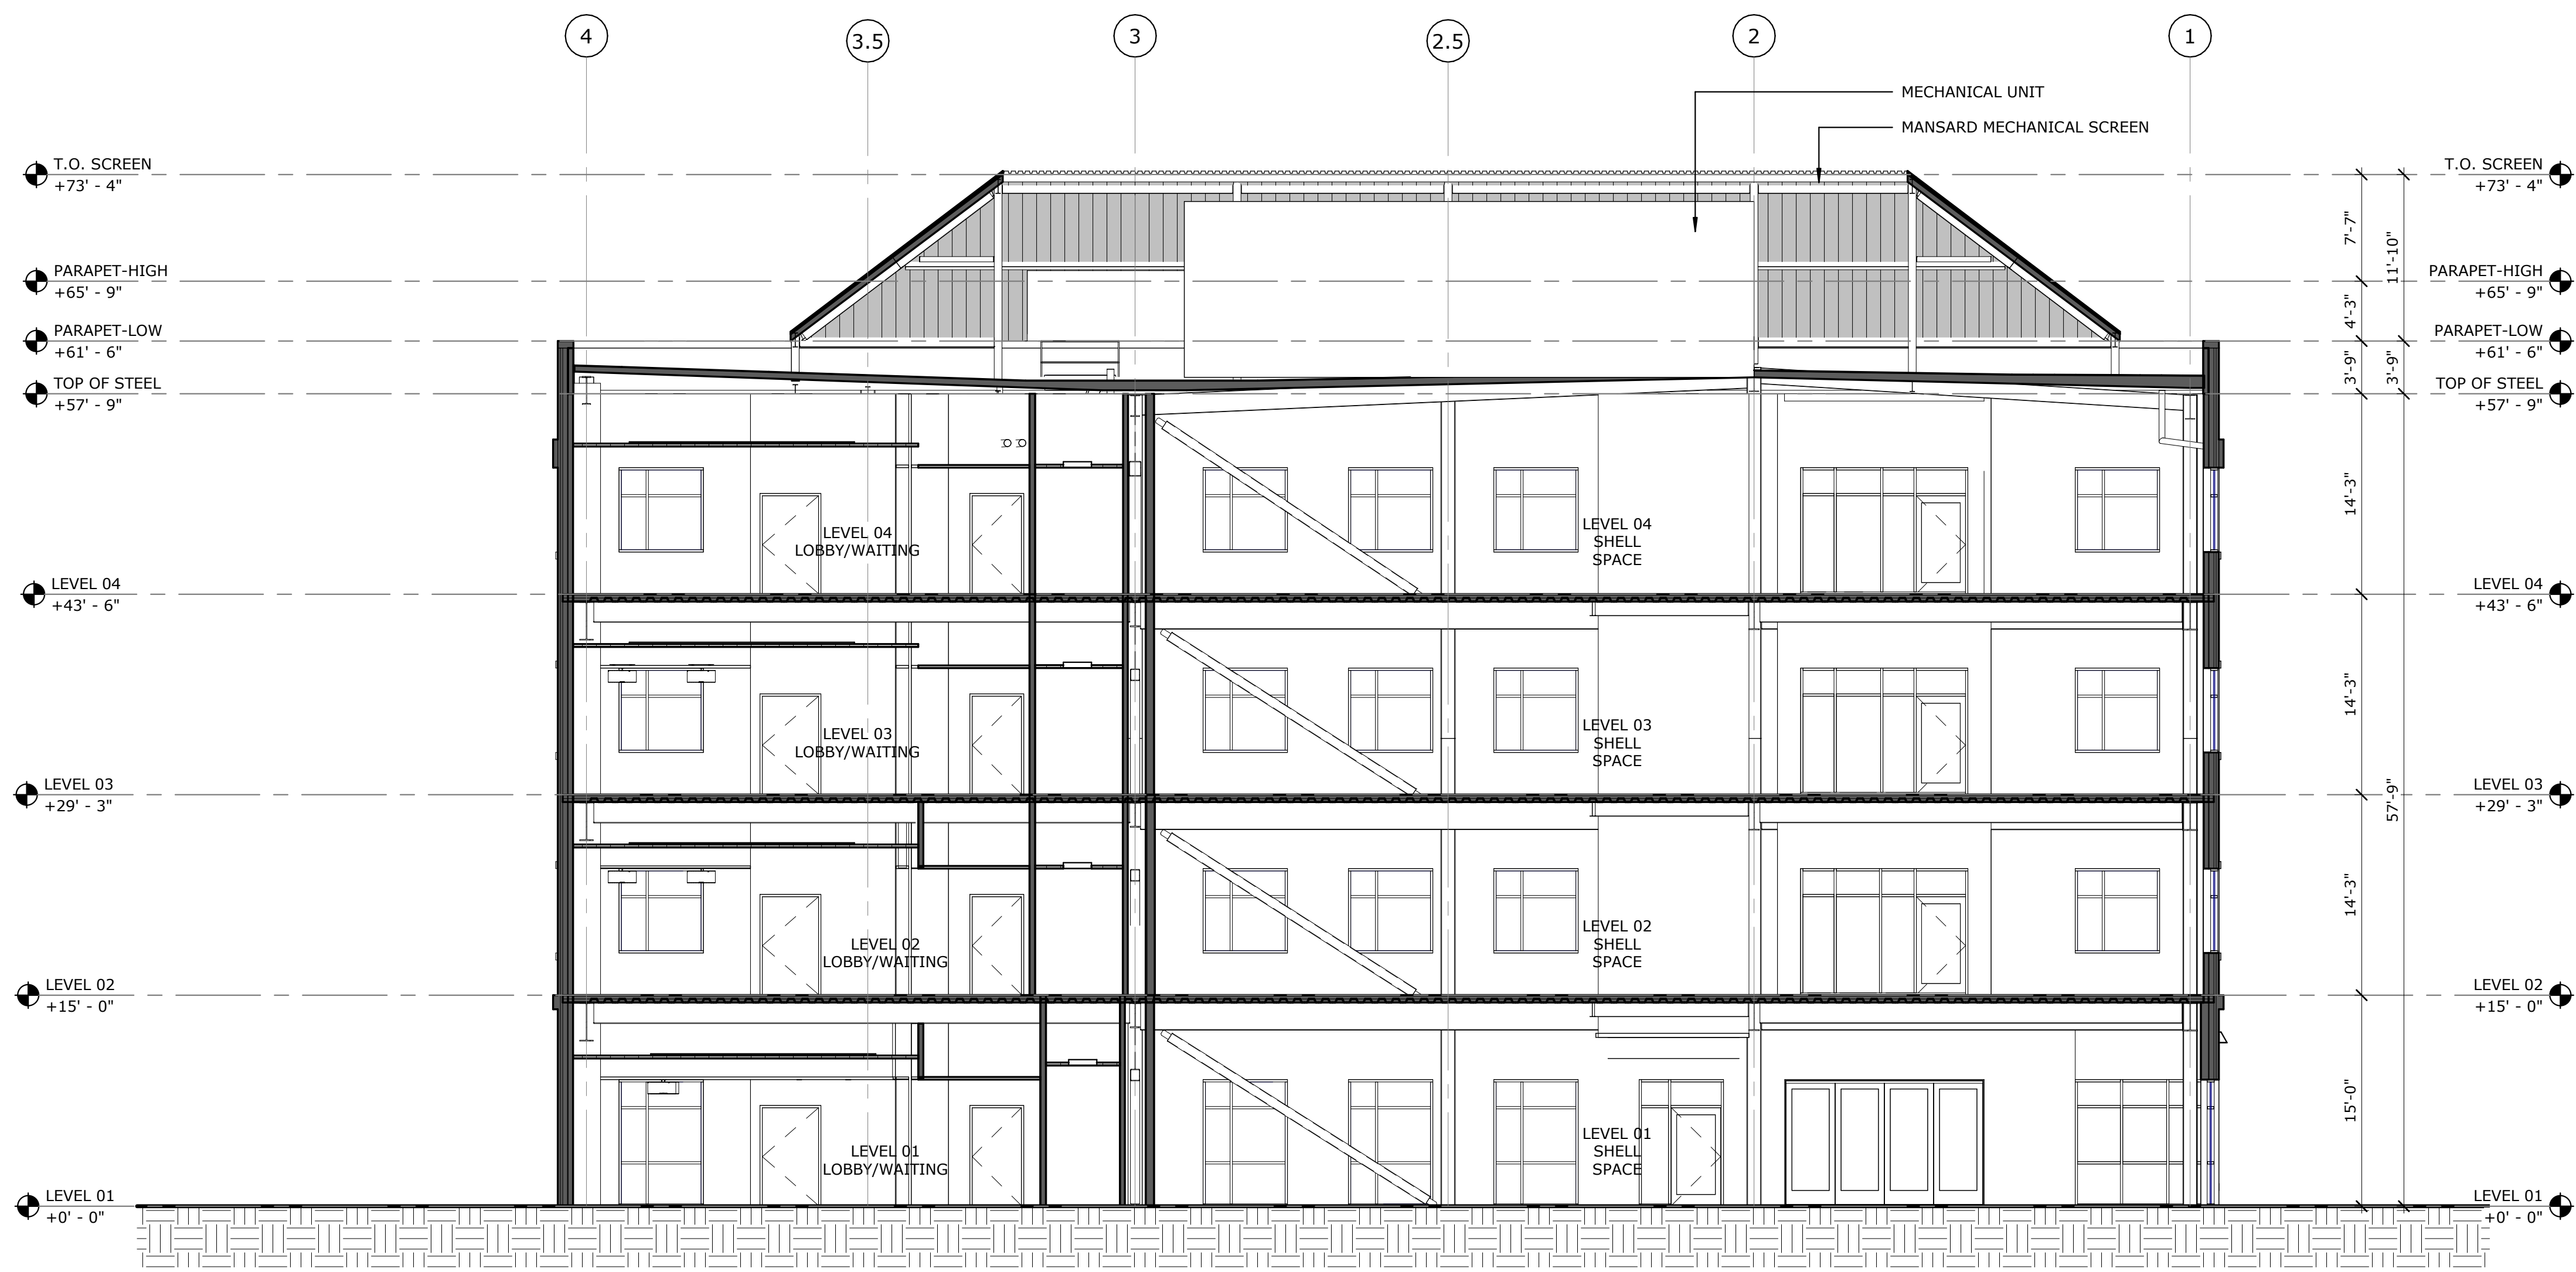 4
3.5
3
2.5
2
1
MECHANICAL UNIT
MANSARD MECHANICAL SCREEN
T.O. SCREEN
+73' - 4"
PARAPET-HIGH
+65' - 9"
PARAPET-LOW
+61' - 6"
TOP OF STEEL
+57' - 9"
LEVEL 04
+43' - 6"
LEVEL 03
+29' - 3"
LEVEL 02
+15' - 0"
LEVEL 01
+0' - 0"
LEVEL 04
LOBBY/WAITING
LEVEL 03
LOBBY/WAITING
LEVEL 02
LOBBY/WAITING
LEVEL 01
LOBBY/WAITING
LEVEL 04
SHELL
SPACE
LEVEL 03
SHELL
SPACE
LEVEL 02
SHELL
SPACE
LEVEL 01
SHELL
SPACE
7'-7"
4'-3"
3'-9"
14'-3"
14'-3"
14'-3"
15'-0"
11'-10"
3'-9"
57'-9"
T.O. SCREEN
+73' - 4"
PARAPET-HIGH
+65' - 9"
PARAPET-LOW
+61' - 6"
TOP OF STEEL
+57' - 9"
LEVEL 04
+43' - 6"
LEVEL 03
+29' - 3"
LEVEL 02
+15' - 0"
LEVEL 01
+0' - 0"